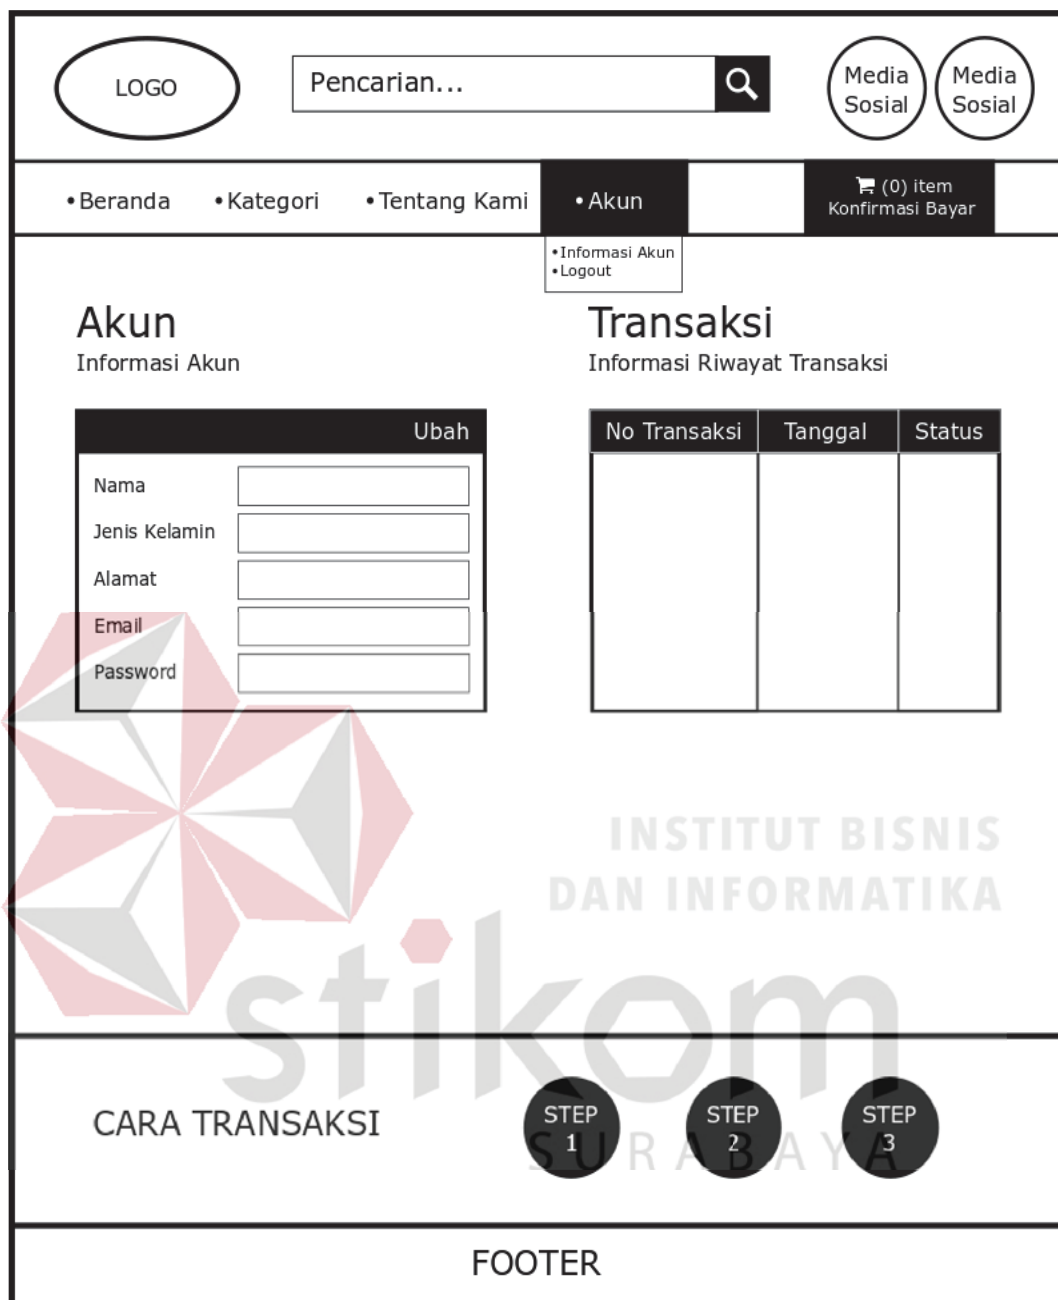 LOGO
Pencarian...
Media
Sosial
Media
Sosial
•Beranda
•Kategori
•Tentang Kami
•Akun
(0) item
Konfirmasi Bayar
•Informasi Akun
•Logout
Akun
Informasi Akun
Transaksi
Informasi Riwayat Transaksi
Ubah
Nama
Jenis Kelamin
Alamat
Email
Password
No Transaksi
Tanggal
Status
INSTITUT BISNIS
DAN INFORMATIKA
stikom
SURABAYA
CARA TRANSAKSI
STEP
1
STEP
2
STEP
3
FOOTER